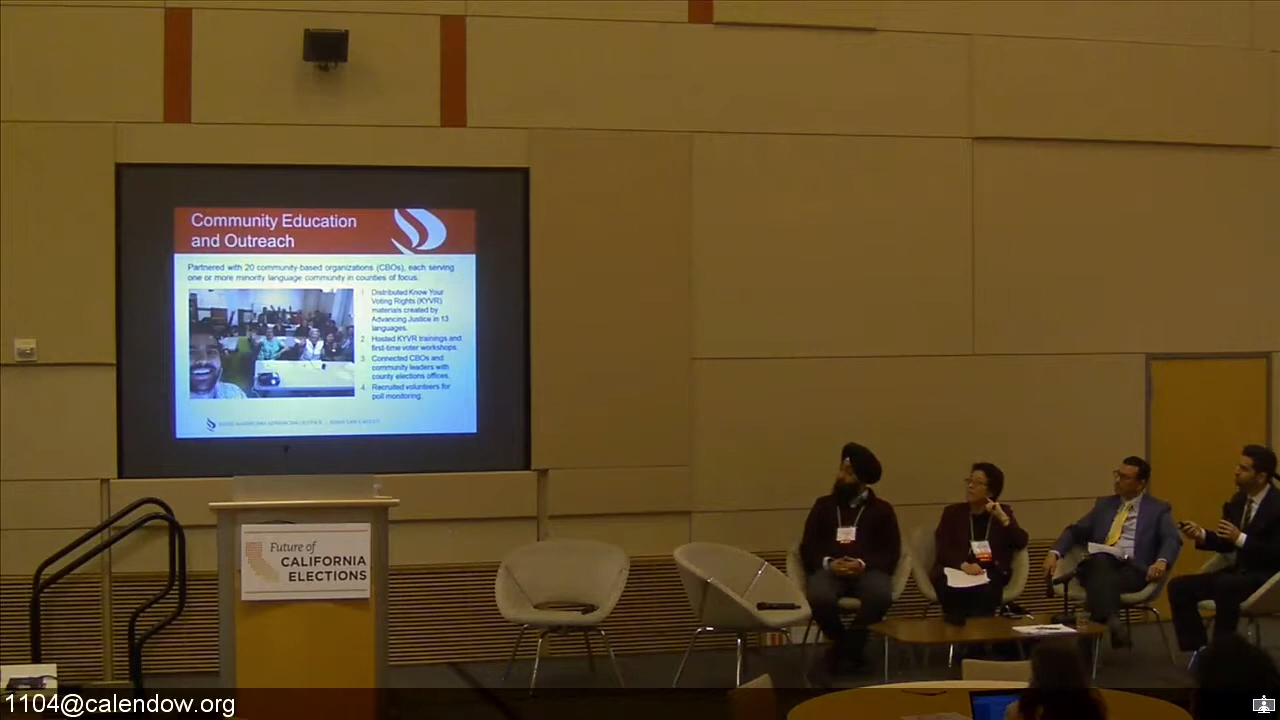 Community Education
and Outreach
Partnered with 20 community-based organizations (CBOs), each serving
one or more minority language community in counties of focus.
1. Distributed Know Your
Voting Rights (KYVR)
materials created by
Advancing Justice in 13
languages.
2. Hosted KYVR trainings and
first-time voter workshops.
3. Connected CBOs and
community leaders with
county elections offices.
4. Recruited volunteers for
poll monitoring.
Future of
CALIFORNIA
ELECTIONS
1104@calendow.org